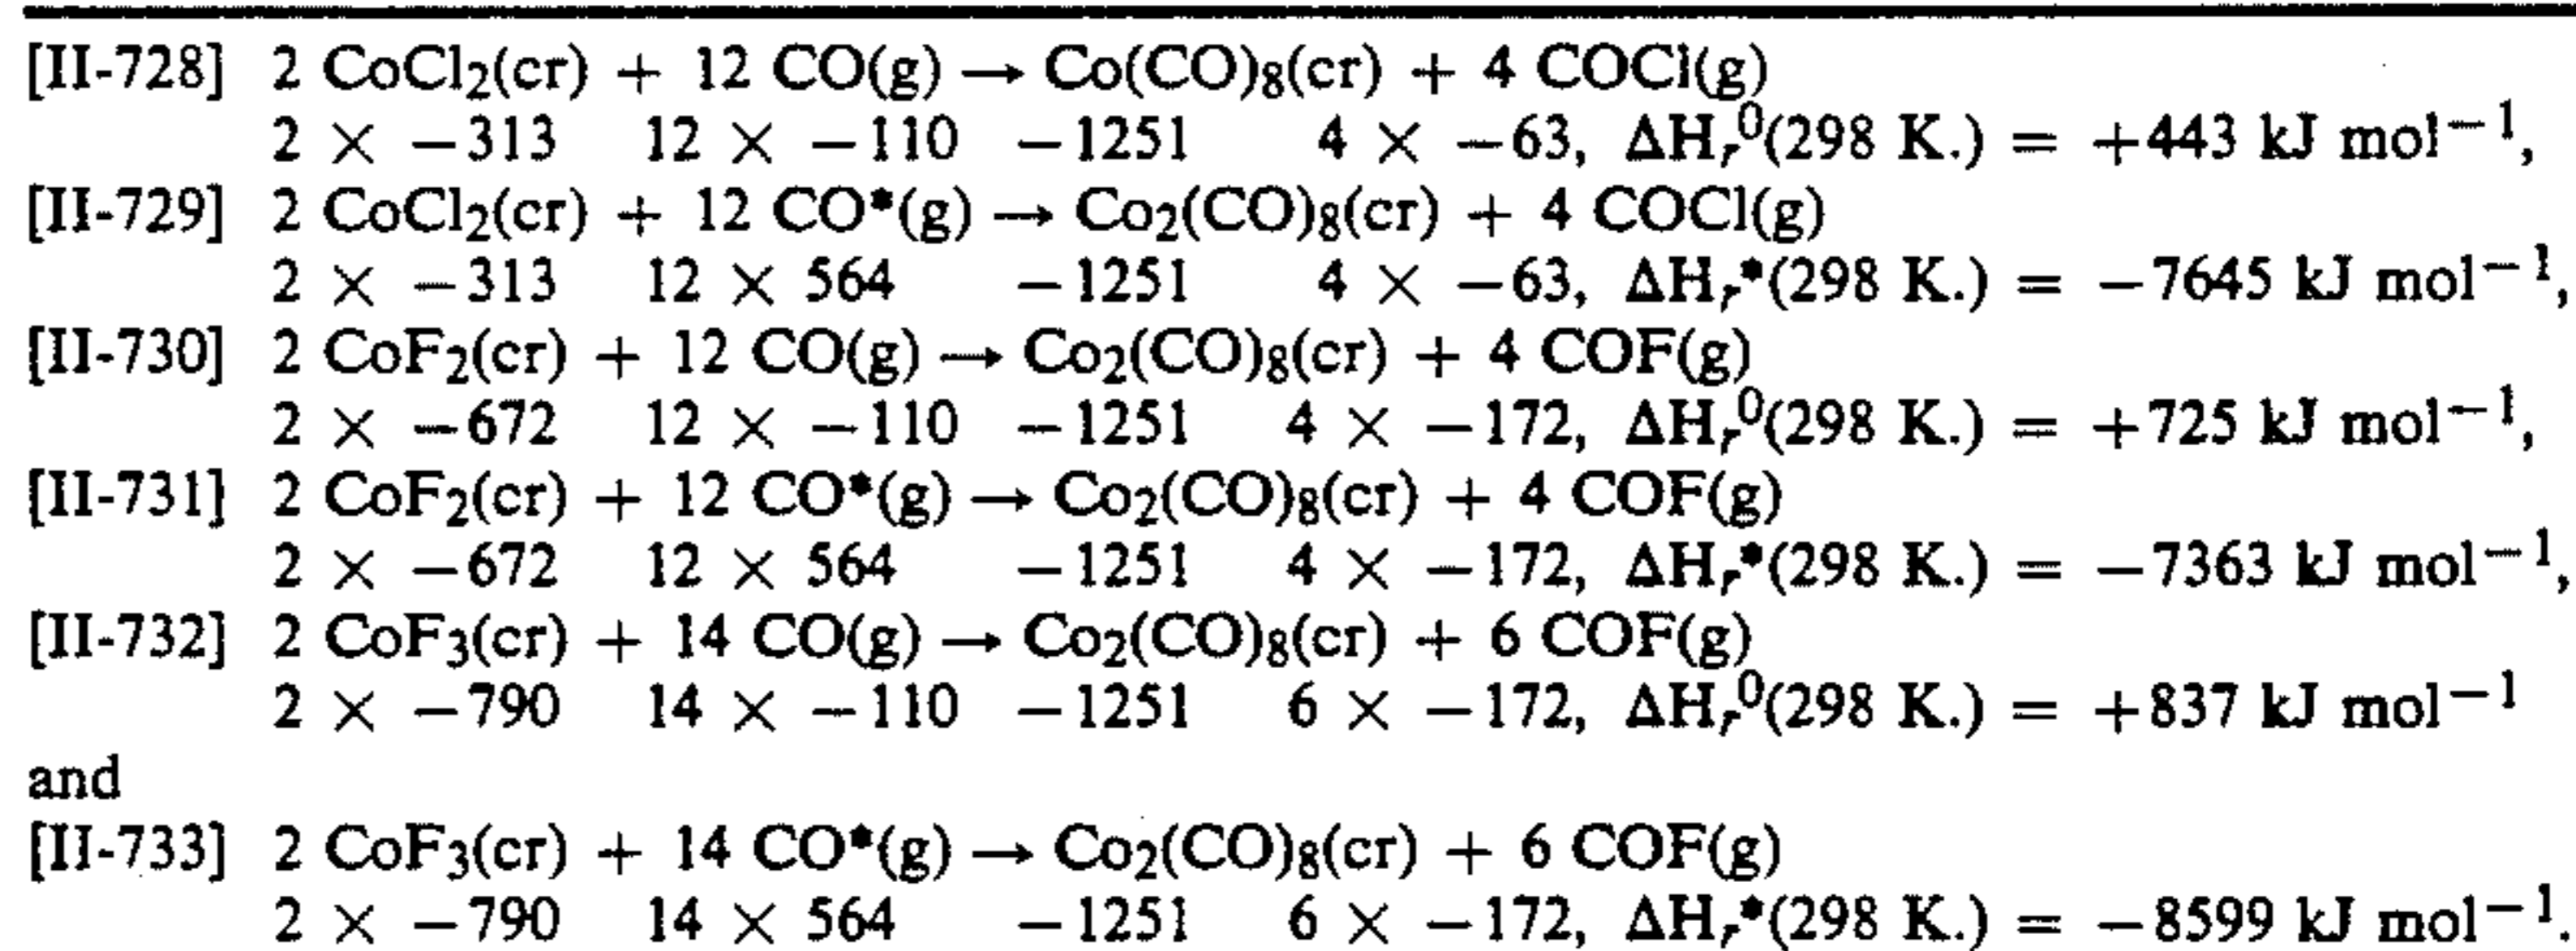 [II-728] 2 CoCl₂(cr) + 12 CO(g) → Co(CO)₈(cr) + 4 COCl(g)
2 × −313 12 × −110 −1251 4 × −63, ΔHᵣ⁰(298 K.) = +443 kJ mol⁻¹,
[II-729] 2 CoCl₂(cr) + 12 CO*(g) → Co₂(CO)₈(cr) + 4 COCl(g)
2 × −313 12 × 564 −1251 4 × −63, ΔHᵣ*(298 K.) = −7645 kJ mol⁻¹,
[II-730] 2 CoF₂(cr) + 12 CO(g) → Co₂(CO)₈(cr) + 4 COF(g)
2 × −672 12 × −110 −1251 4 × −172, ΔHᵣ⁰(298 K.) = +725 kJ mol⁻¹,
[II-731] 2 CoF₂(cr) + 12 CO*(g) → Co₂(CO)₈(cr) + 4 COF(g)
2 × −672 12 × 564 −1251 4 × −172, ΔHᵣ*(298 K.) = −7363 kJ mol⁻¹,
[II-732] 2 CoF₃(cr) + 14 CO(g) → Co₂(CO)₈(cr) + 6 COF(g)
2 × −790 14 × −110 −1251 6 × −172, ΔHᵣ⁰(298 K.) = +837 kJ mol⁻¹
and
[II-733] 2 CoF₃(cr) + 14 CO*(g) → Co₂(CO)₈(cr) + 6 COF(g)
2 × −790 14 × 564 −1251 6 × −172, ΔHᵣ*(298 K.) = −8599 kJ mol⁻¹.